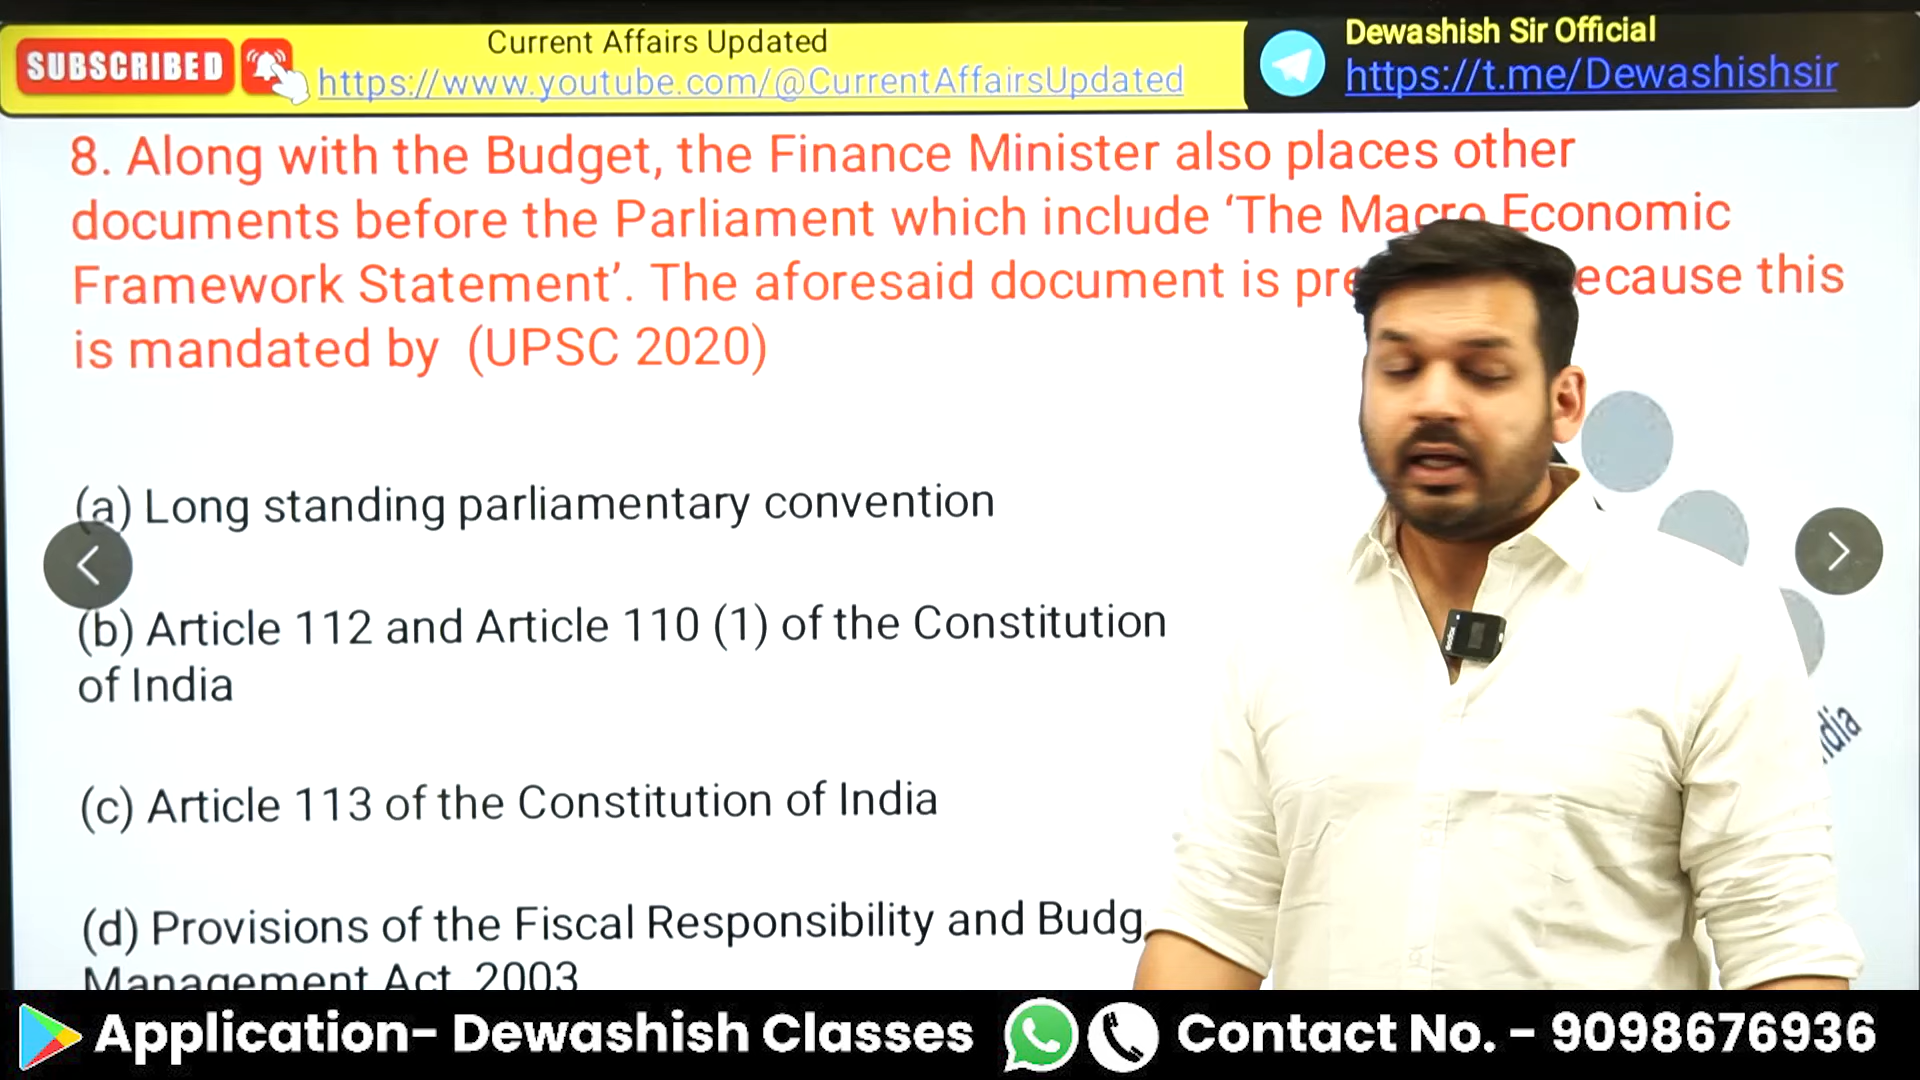 SUBSCRIBED
Current Affairs Updated
https://www.youtube.com/@CurrentAffairsUpdated
Dewashish Sir Official
https://t.me/Dewashishsir
8. Along with the Budget, the Finance Minister also places other
documents before the Parliament which include ‘The Macro Economic
Framework Statement’. The aforesaid document is this
is mandated by (UPSC 2020)
(a) Long standing parliamentary convention
(b) Article 112 and Article 110 (1) of the Constitution
of India
(c) Article 113 of the Constitution of India
(d) Provisions of the Fiscal Responsibility and
Management Act, 2003
Application- Dewashish Classes
Contact No. - 9098676936